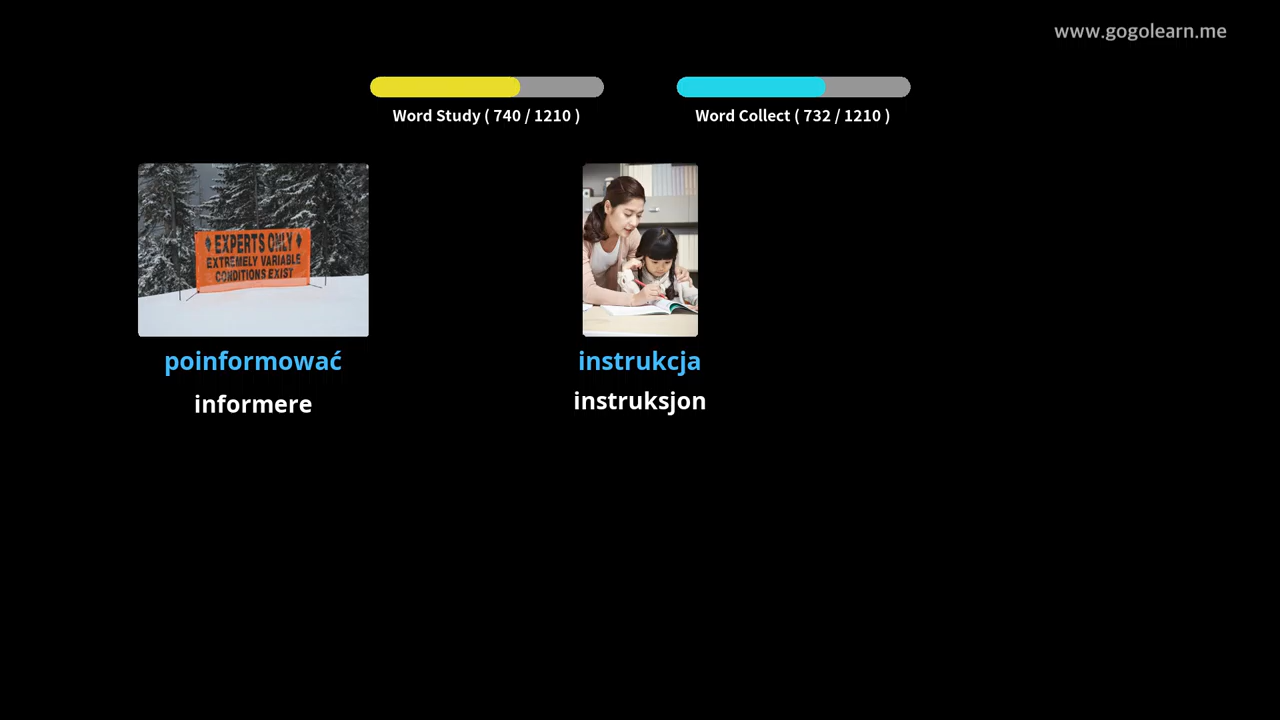 www.gogolearn.me
Word Study ( 740 / 1210 )
Word Collect ( 732 / 1210 )
EXPERTS ONLY
EXTREMELY VARIABLE
CONDITIONS EXIST
poinformować
informere
instrukcja
instruksjon